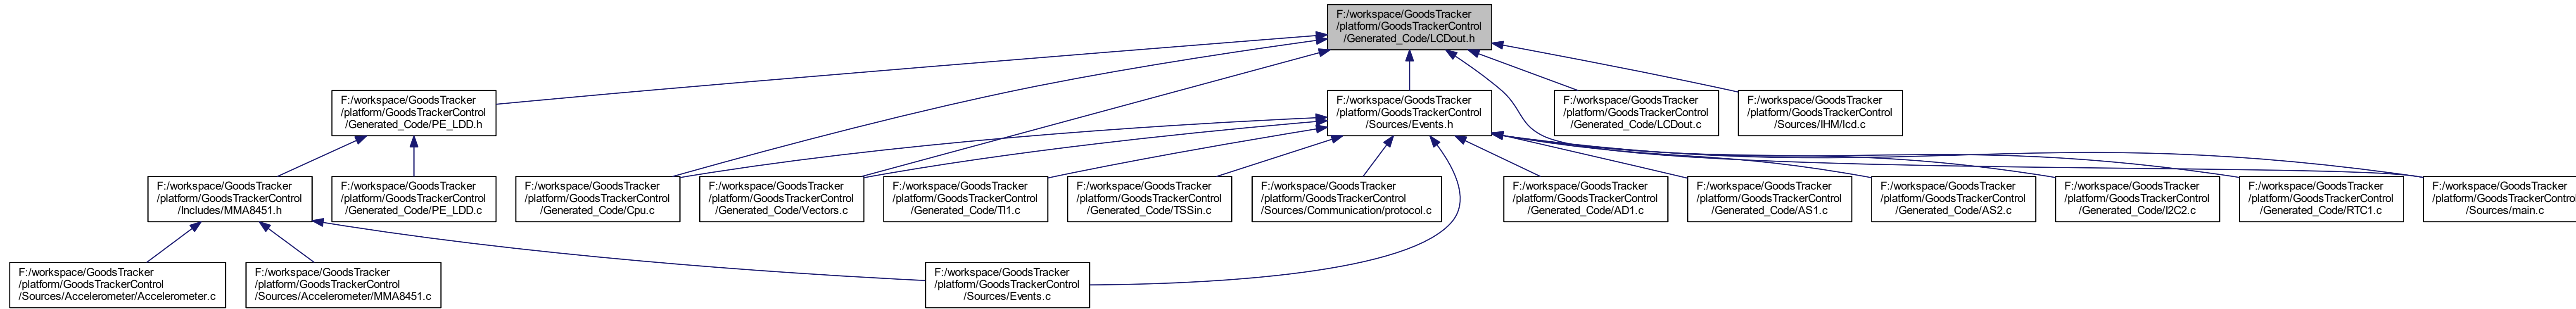 F:/workspace/GoodsTracker
/platform/GoodsTrackerControl
/Generated_Code/LCDout.h
F:/workspace/GoodsTracker
/platform/GoodsTrackerControl
/Generated_Code/PE_LDD.h
F:/workspace/GoodsTracker
/platform/GoodsTrackerControl
/Sources/Events.h
F:/workspace/GoodsTracker
/platform/GoodsTrackerControl
/Generated_Code/LCDout.c
F:/workspace/GoodsTracker
/platform/GoodsTrackerControl
/Sources/IHM/lcd.c
F:/workspace/GoodsTracker
/platform/GoodsTrackerControl
/Includes/MMA8451.h
F:/workspace/GoodsTracker
/platform/GoodsTrackerControl
/Generated_Code/PE_LDD.c
F:/workspace/GoodsTracker
/platform/GoodsTrackerControl
/Generated_Code/Cpu.c
F:/workspace/GoodsTracker
/platform/GoodsTrackerControl
/Generated_Code/Vectors.c
F:/workspace/GoodsTracker
/platform/GoodsTrackerControl
/Generated_Code/TI1.c
F:/workspace/GoodsTracker
/platform/GoodsTrackerControl
/Generated_Code/TSSin.c
F:/workspace/GoodsTracker
/platform/GoodsTrackerControl
/Sources/Communication/protocol.c
F:/workspace/GoodsTracker
/platform/GoodsTrackerControl
/Generated_Code/AD1.c
F:/workspace/GoodsTracker
/platform/GoodsTrackerControl
/Generated_Code/AS1.c
F:/workspace/GoodsTracker
/platform/GoodsTrackerControl
/Generated_Code/AS2.c
F:/workspace/GoodsTracker
/platform/GoodsTrackerControl
/Generated_Code/I2C2.c
F:/workspace/GoodsTracker
/platform/GoodsTrackerControl
/Generated_Code/RTC1.c
F:/workspace/GoodsTracker
/platform/GoodsTrackerControl
/Sources/main.c
F:/workspace/GoodsTracker
/platform/GoodsTrackerControl
/Sources/Accelerometer/Accelerometer.c
F:/workspace/GoodsTracker
/platform/GoodsTrackerControl
/Sources/Accelerometer/MMA8451.c
F:/workspace/GoodsTracker
/platform/GoodsTrackerControl
/Sources/Events.c